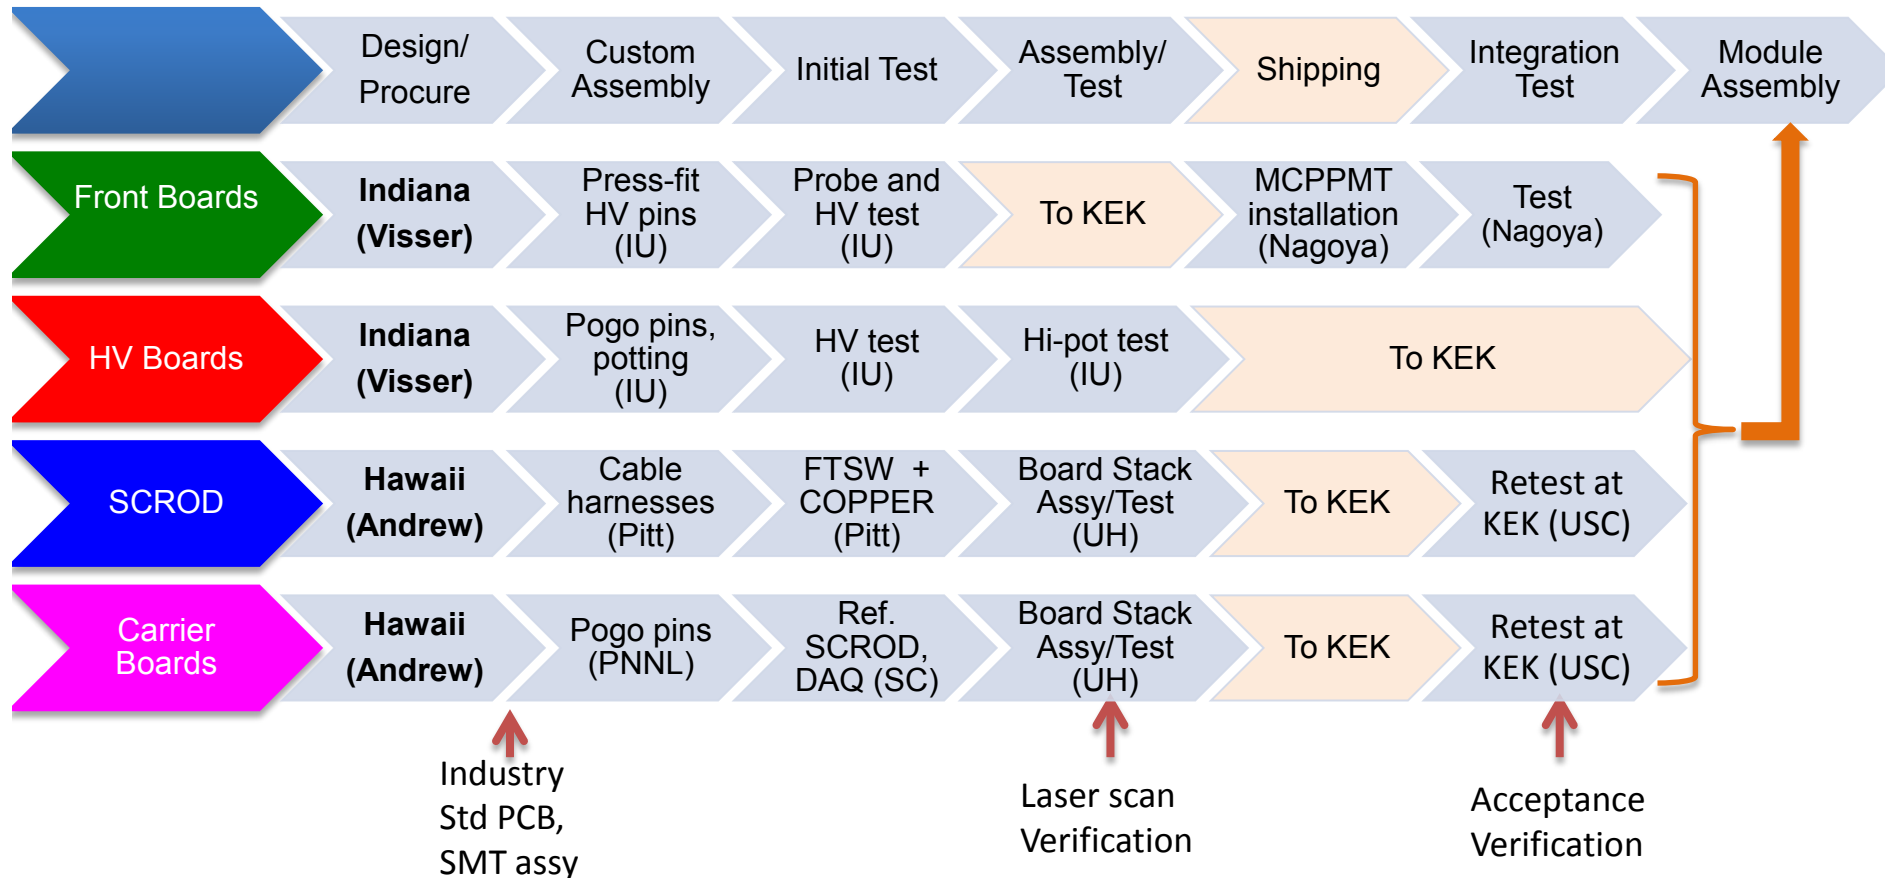 Design/
Procure
Custom
Assembly
Initial Test
Assembly/
Test
Shipping
Integration
Test
Module
Assembly
Front Boards
Indiana
(Visser)
Press-fit
HV pins
(IU)
Probe and
HV test
(IU)
To KEK
MCPPMT
installation
(Nagoya)
Test
(Nagoya)
HV Boards
Indiana
(Visser)
Pogo pins,
potting
(IU)
HV test
(IU)
Hi-pot test
(IU)
To KEK
SCROD
Hawaii
(Andrew)
Cable
harnesses
(Pitt)
FTSW +
COPPER
(Pitt)
Board Stack
Assy/Test
(UH)
To KEK
Retest at
KEK (USC)
Carrier
Boards
Hawaii
(Andrew)
Pogo pins
(PNNL)
Ref.
SCROD,
DAQ (SC)
Board Stack
Assy/Test
(UH)
To KEK
Retest at
KEK (USC)
Industry
Std PCB,
SMT assy
Laser scan
Verification
Acceptance
Verification